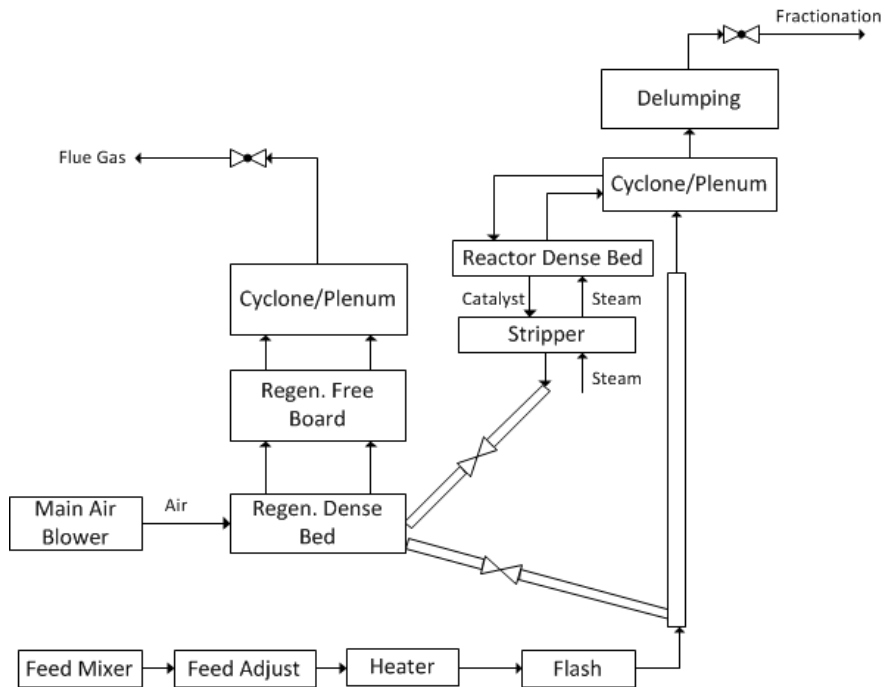 Fractionation
Delumping
Flue Gas
Cyclone/Plenum
Reactor Dense Bed
Cyclone/Plenum
Catalyst
Steam
Stripper
Steam
Regen. Free
Board
Main Air
Blower
Air
Regen. Dense
Bed
Feed Mixer
Feed Adjust
Heater
Flash